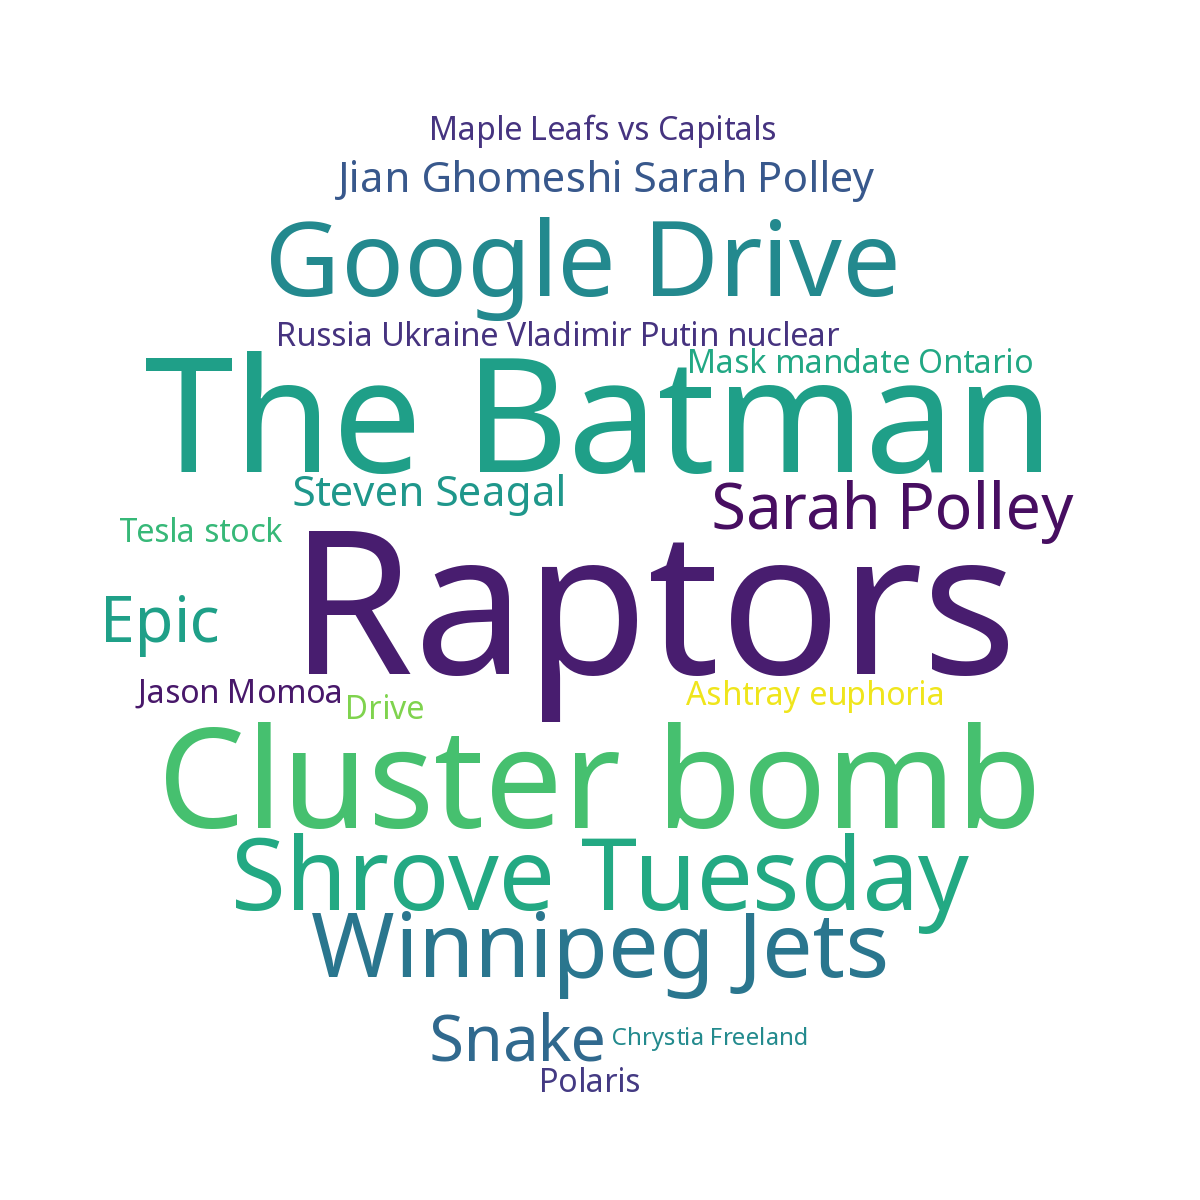 Maple Leafs vs Capitals
Jian Ghomeshi Sarah Polley
Google Drive
Russia Ukraine Vladimir Putin nuclear
Mask mandate Ontario
The Batman
Steven Seagal
Sarah Polley
Tesla stock
Raptors
Epic
Jason Momoa
Drive
Ashtray euphoria
Cluster bomb
Shrove Tuesday
Winnipeg Jets
Snake
Chrystia Freeland
Polaris